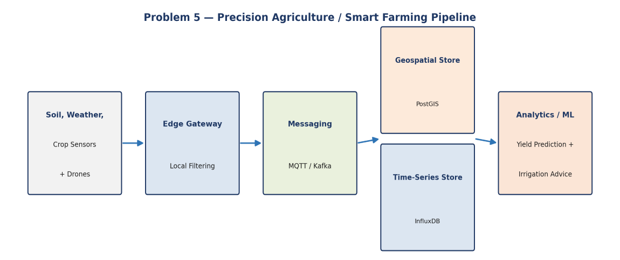 Problem 5 — Precision Agriculture / Smart Farming Pipeline
Soil, Weather,
Crop Sensors
+ Drones
Edge Gateway
Local Filtering
Messaging
MQTT / Kafka
Geospatial Store
PostGIS
Time-Series Store
InfluxDB
Analytics / ML
Yield Prediction +
Irrigation Advice